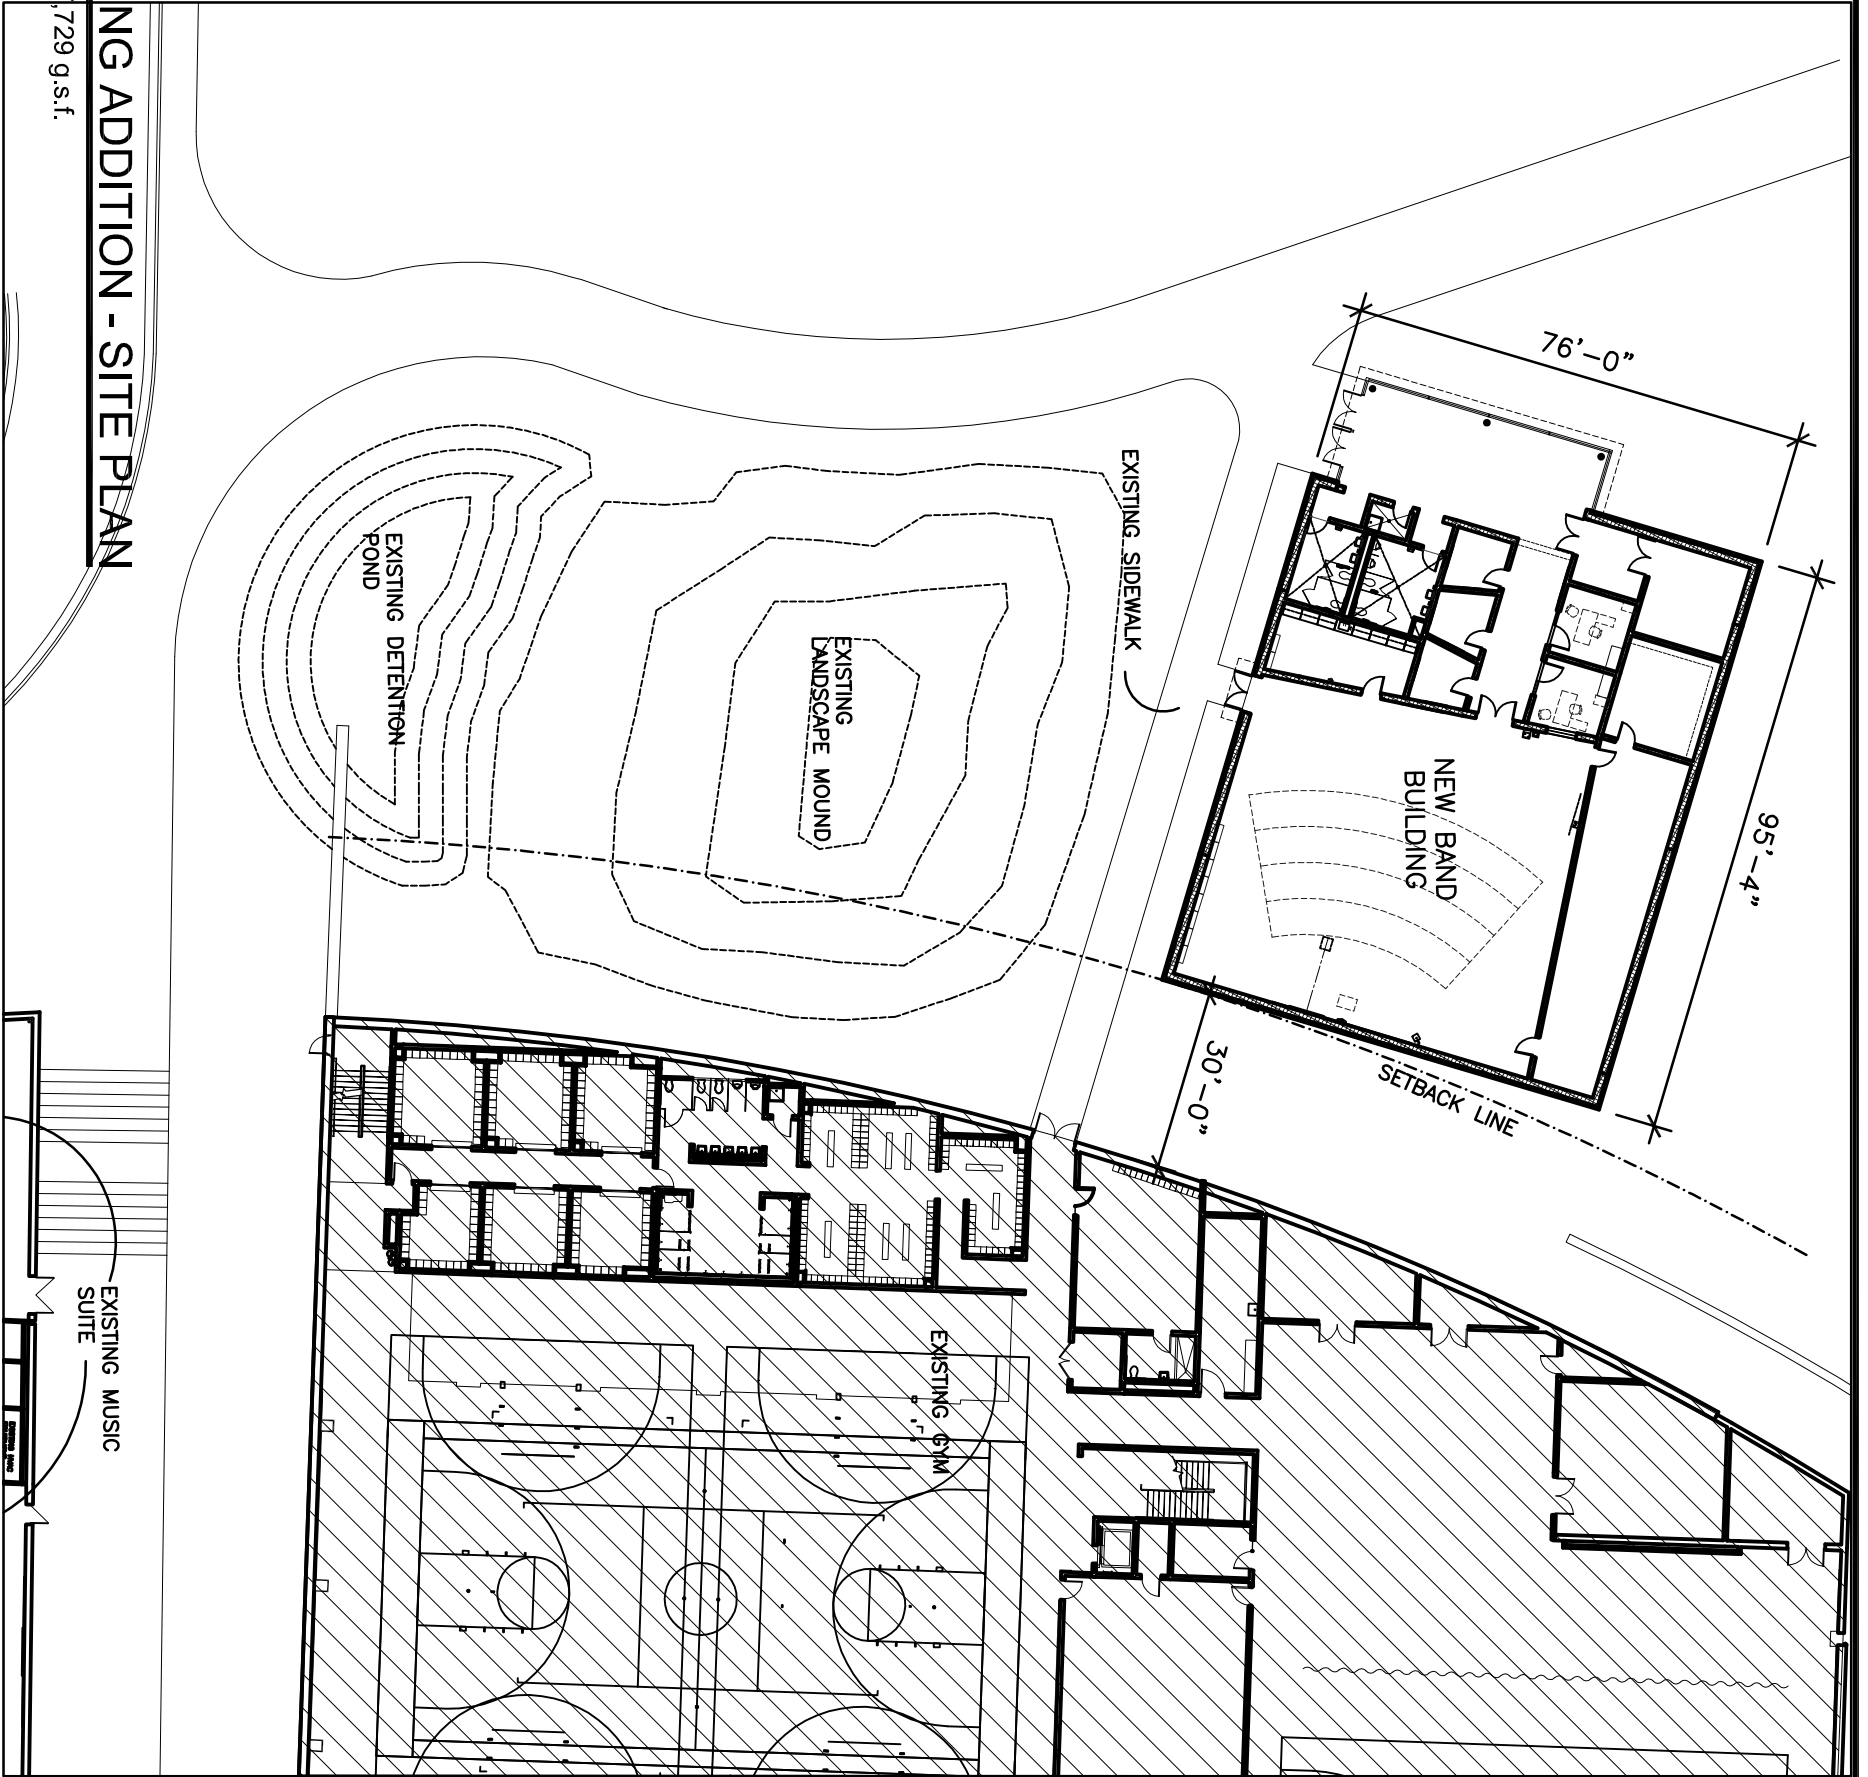 NG ADDITION - SITE PLAN
,729 g.s.f.
76'-0"
95'-4"
EXISTING SIDEWALK
EXISTING DETENTION
POND
EXISTING
LANDSCAPE MOUND
NEW BAND
BUILDING
30'-0"
SETBACK LINE
EXISTING MUSIC
SUITE
EXISTING GYM